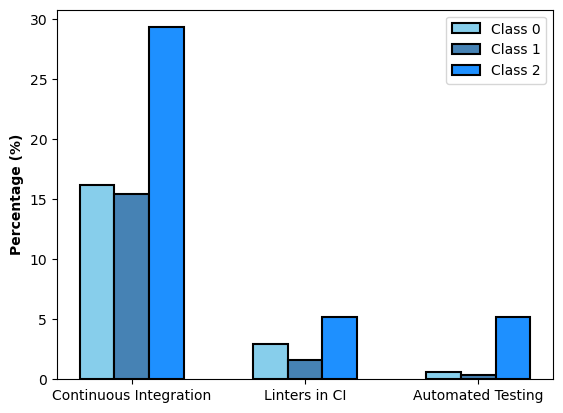 30
25
20
15
10
5
0
Percentage (%)
Class 0
Class 1
Class 2
Continuous Integration
Linters in CI
Automated Testing